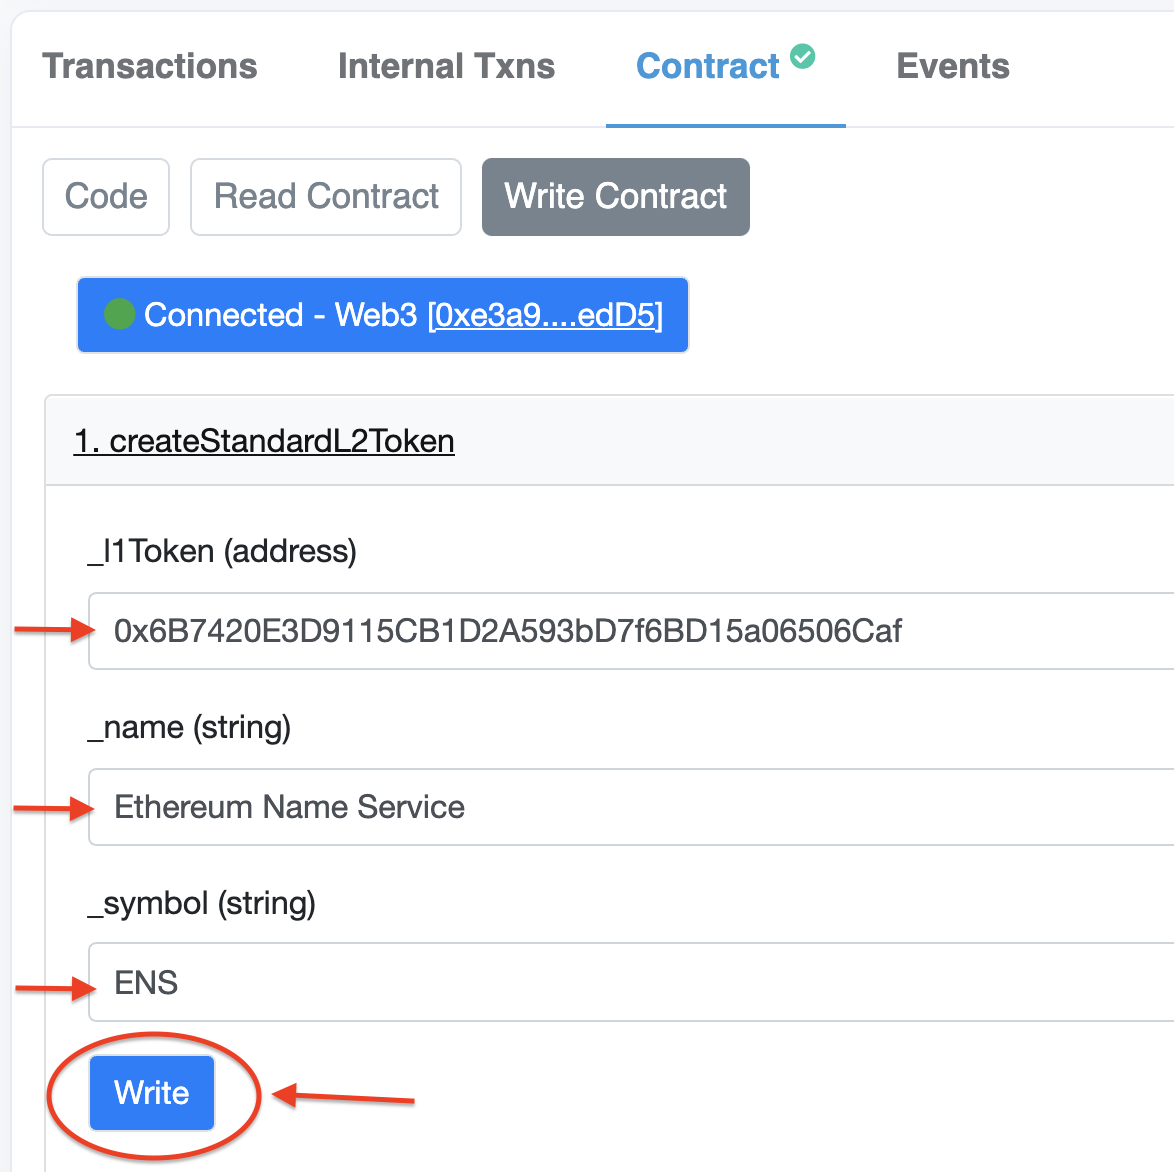 Transactions Internal Txns Contract Events
Code Read Contract Write Contract
Connected - Web3 [0xe3a9....edD5]
1. createStandardL2Token
_l1Token (address)
0x6B7420E3D9115CB1D2A593bD7f6BD15a06506Caf
_name (string)
Ethereum Name Service
_symbol (string)
ENS
Write